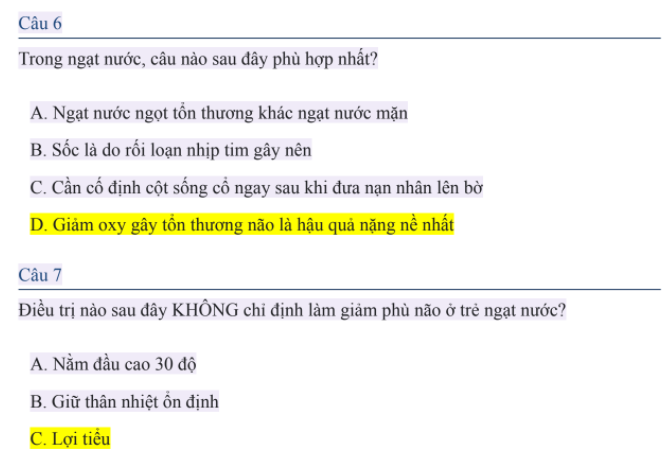 Câu 6
Trong ngạt nước, câu nào sau đây phù hợp nhất?
A. Ngạt nước ngọt tổn thương khác ngạt nước mặn
B. Sốc là do rối loạn nhịp tim gây nên
C. Cần cố định cột sống cổ ngay sau khi đưa nạn nhân lên bờ
D. Giảm oxy gây tổn thương não là hậu quả nặng nề nhất
Câu 7
Điều trị nào sau đây KHÔNG chỉ định làm giảm phù não ở trẻ ngạt nước?
A. Nằm đầu cao 30 độ
B. Giữ thân nhiệt ổn định
C. Lợi tiểu